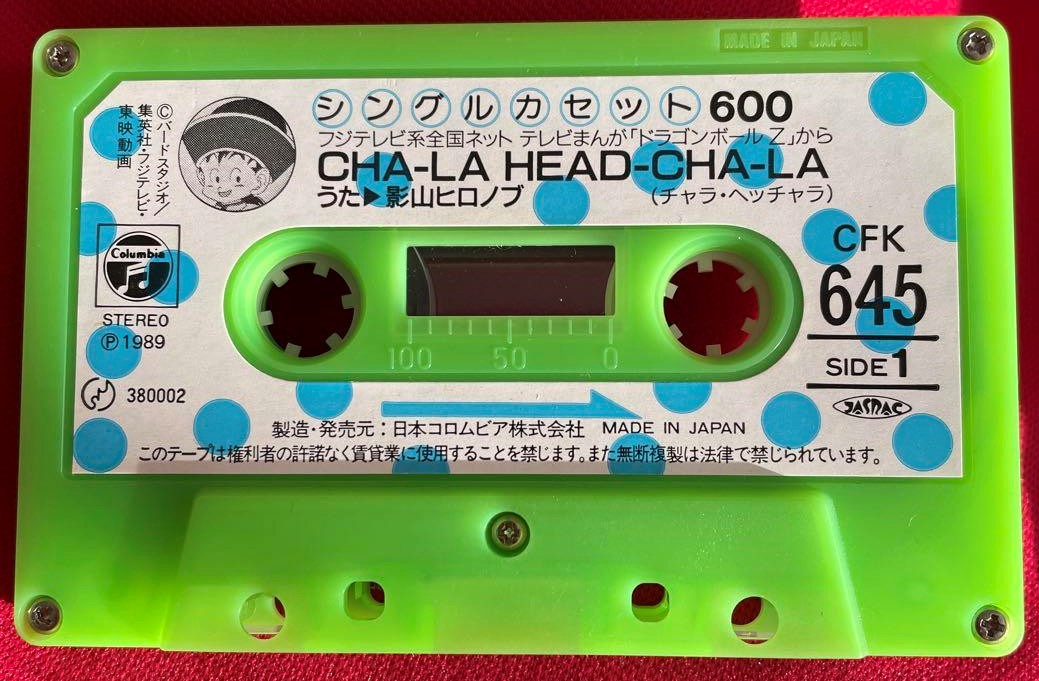 MADE IN JAPAN
シングルカセット 600
フジテレビ系全国ネット テレビまんが「ドラゴンボールZ」から
CHA-LA HEAD-CHA-LA
(チャラ・ヘッチャラ)
うた▶影山ヒロノブ
©バードスタジオ/
集英社・フジテレビ・
東映動画
Columbia
STEREO
Ⓟ1989
380002
CFK
645
SIDE 1
JASRAC
100 50 0
製造・発売元:日本コロムビア株式会社 MADE IN JAPAN
このテープは権利者の許諾なく賃貸業に使用することを禁じます。また無断複製は法律で禁じられています。